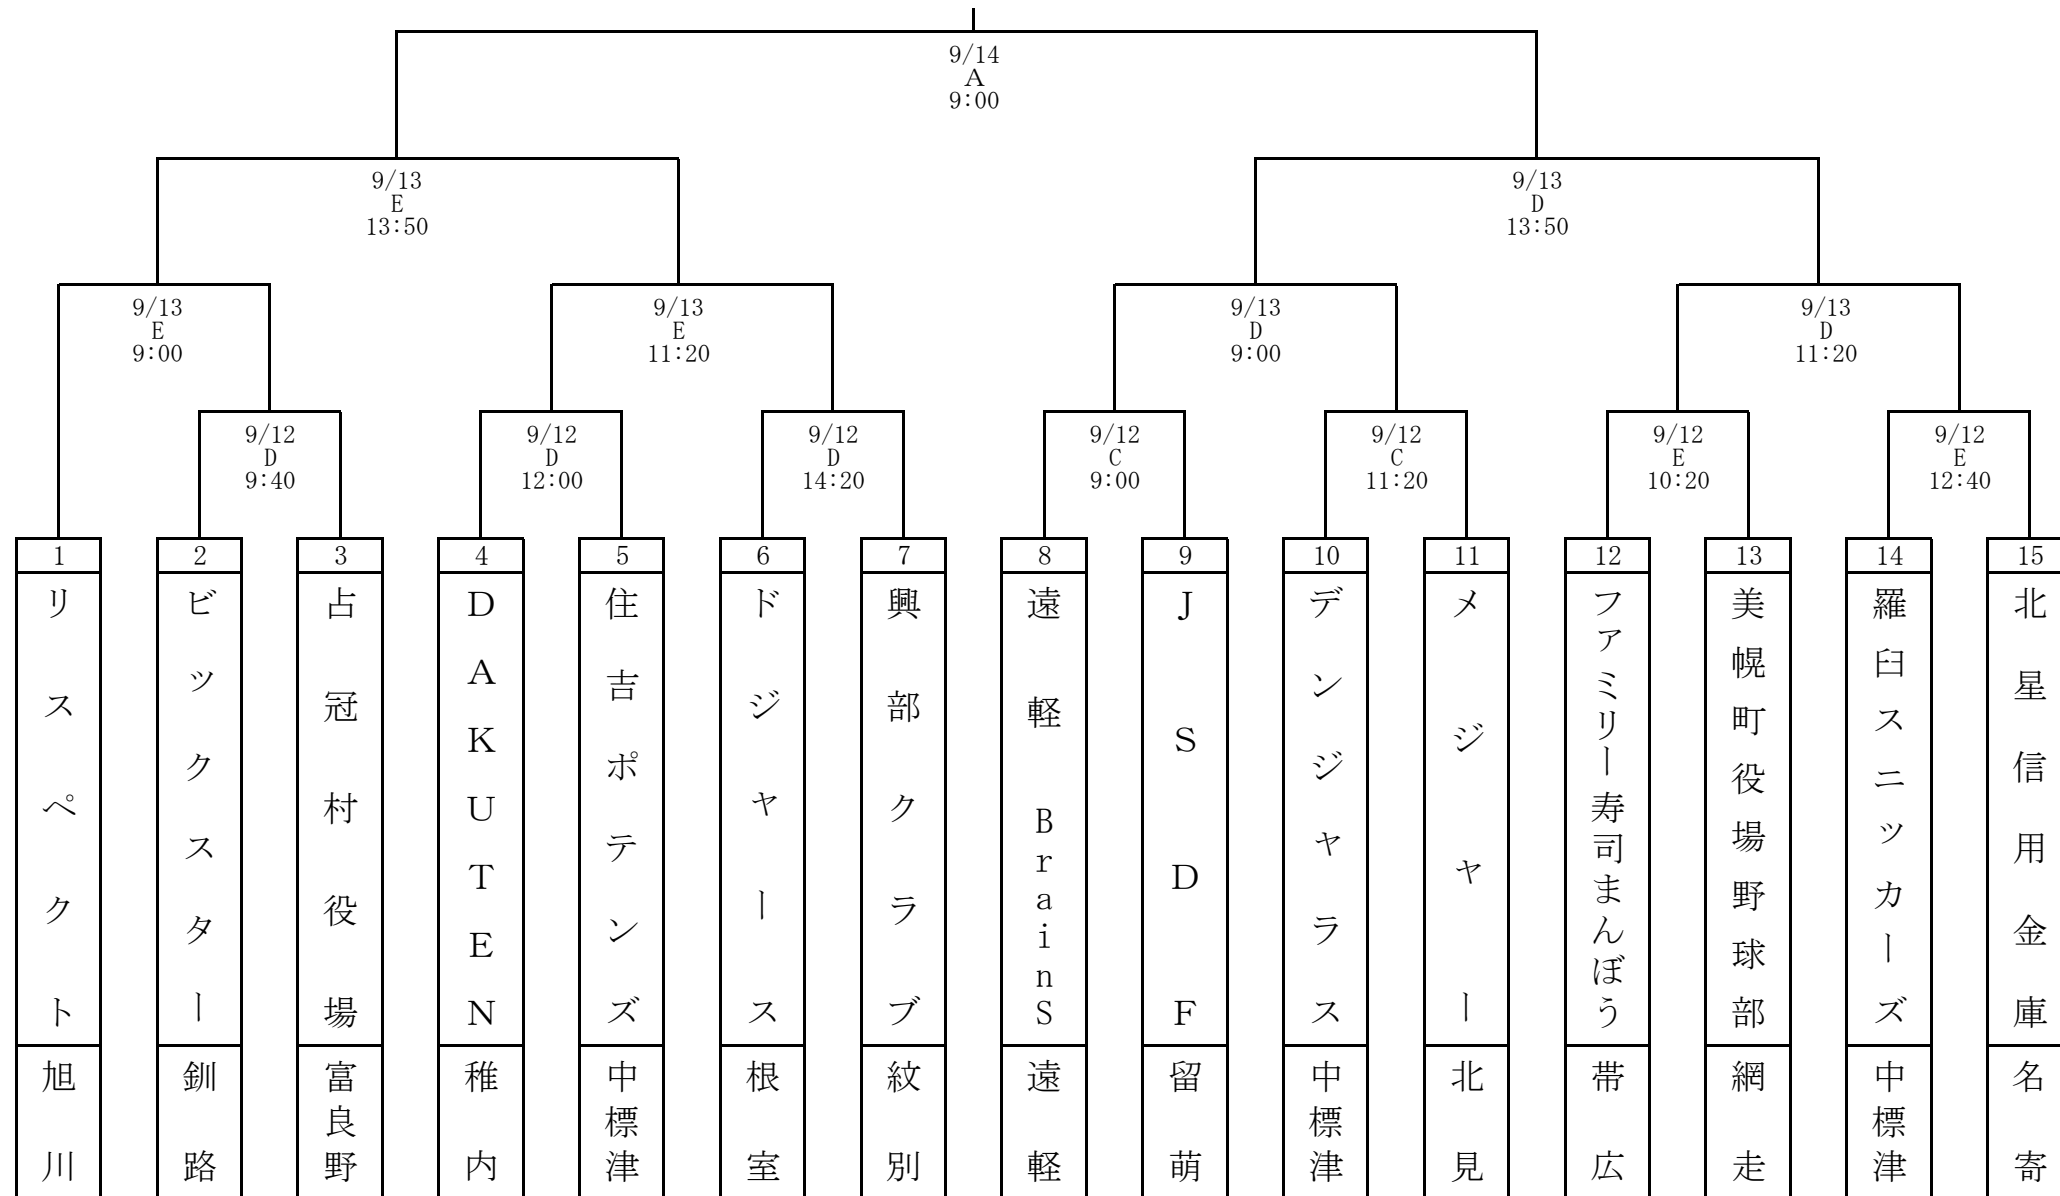 9/14
A
9:00
9/13
E
13:50
9/13
D
13:50
9/13
E
9:00
9/13
E
11:20
9/13
D
9:00
9/13
D
11:20
9/12
D
9:40
9/12
D
12:00
9/12
D
14:20
9/12
C
9:00
9/12
C
11:20
9/12
E
10:20
9/12
E
12:40
1
リスペクト
旭川
2
ビックスター
釧路
3
占冠村役場
富良野
4
DAKUTEN
稚内
5
住吉ポテンズ
中標津
6
ドジャース
根室
7
興部クラブ
紋別
8
遠軽 BrainS
遠軽
9
JSDF
留萌
10
デンジャラス
中標津
11
メジャー
北見
12
ファミリー寿司まんぼう
帯広
13
美幌町役場野球部
網走
14
羅臼スニッカーズ
中標津
15
北星信用金庫
名寄